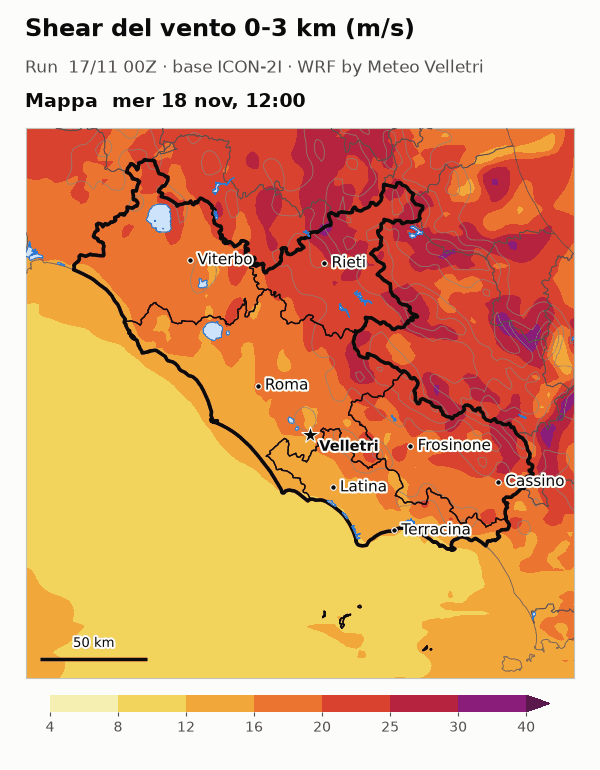 Shear del vento 0-3 km (m/s)
Run  17/11 00Z · base ICON-2I · WRF by Meteo Velletri
Mappa  mer 18 nov, 12:00
Viterbo
Rieti
Roma
Velletri
Frosinone
Latina
Cassino
Terracina
50 km
4 8 12 16 20 25 30 40